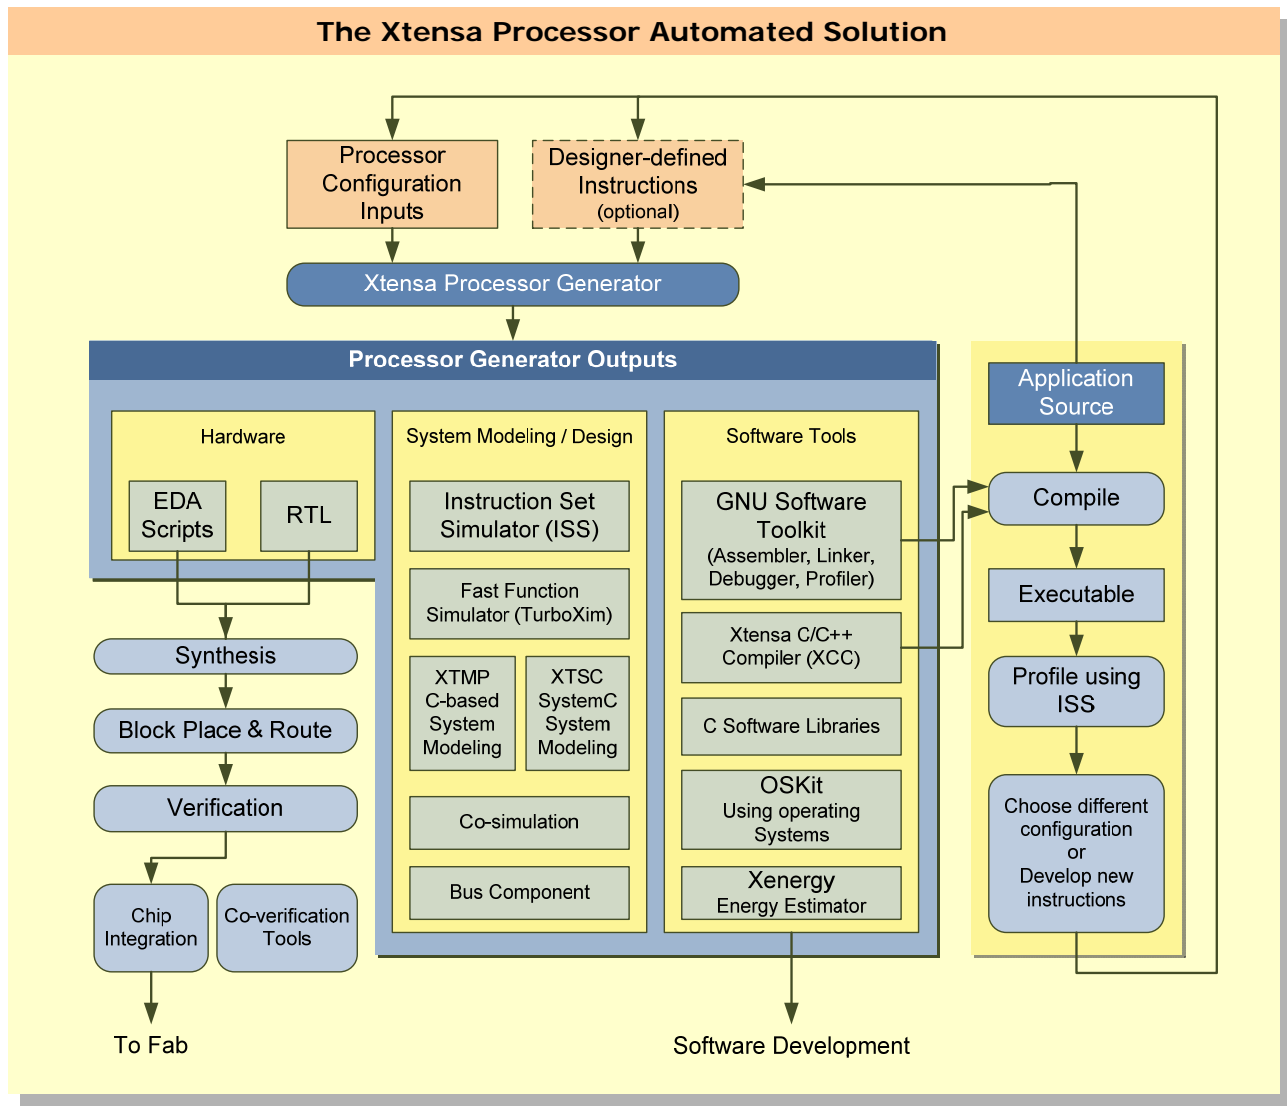 The Xtensa Processor Automated Solution
Processor
Configuration
Inputs
Designer-defined
Instructions
(optional)
Xtensa Processor Generator
Processor Generator Outputs
Hardware
EDA
Scripts
RTL
Synthesis
Block Place & Route
Verification
Chip
Integration
Co-verification
Tools
To Fab
System Modeling / Design
Instruction Set
Simulator (ISS)
Fast Function
Simulator (TurboXim)
XTMP
C-based
System
Modeling
XTSC
SystemC
System
Modeling
Co-simulation
Bus Component
Software Tools
GNU Software
Toolkit
(Assembler, Linker,
Debugger, Profiler)
Xtensa C/C++
Compiler (XCC)
C Software Libraries
OSKit
Using operating
Systems
Xenergy
Energy Estimator
Software Development
Application
Source
Compile
Executable
Profile using
ISS
Choose different
configuration
or
Develop new
instructions